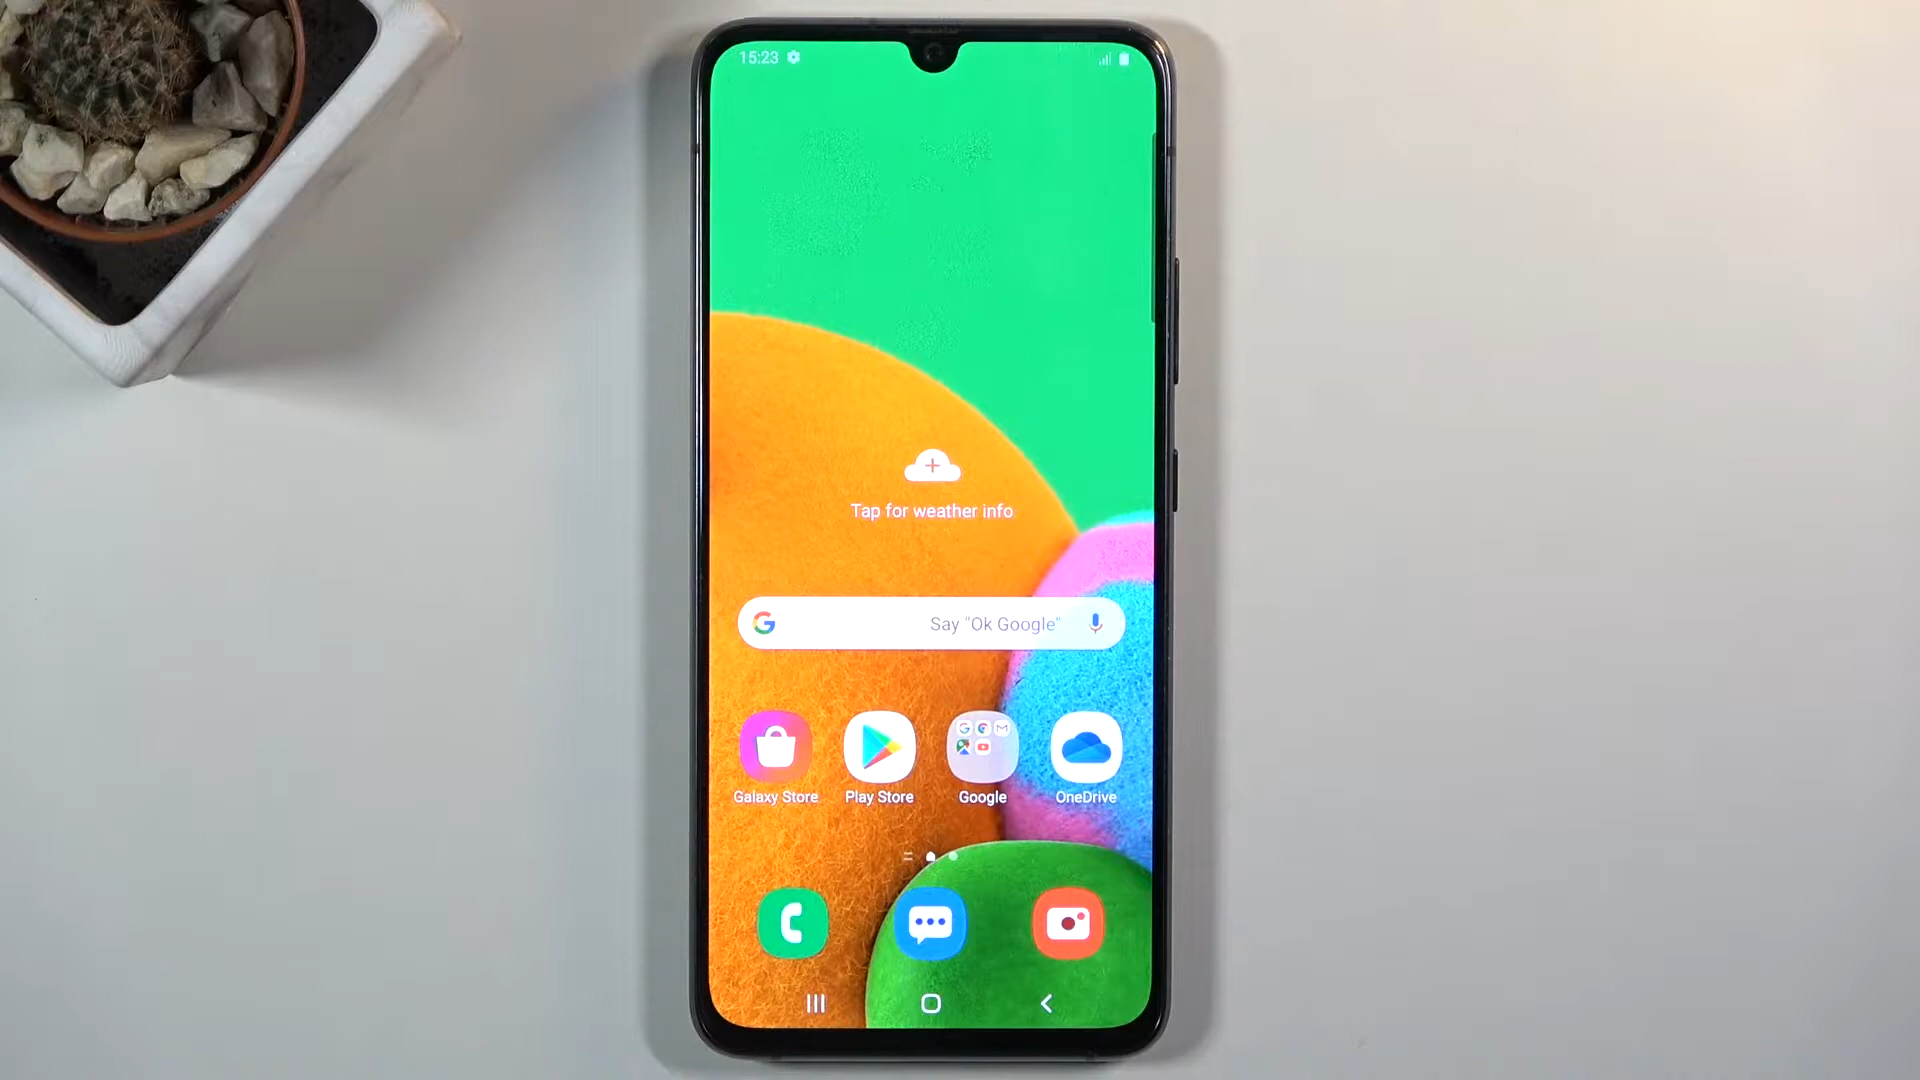 15:23
Tap for weather info
Say "Ok Google"
Galaxy Store
Play Store
Google
OneDrive